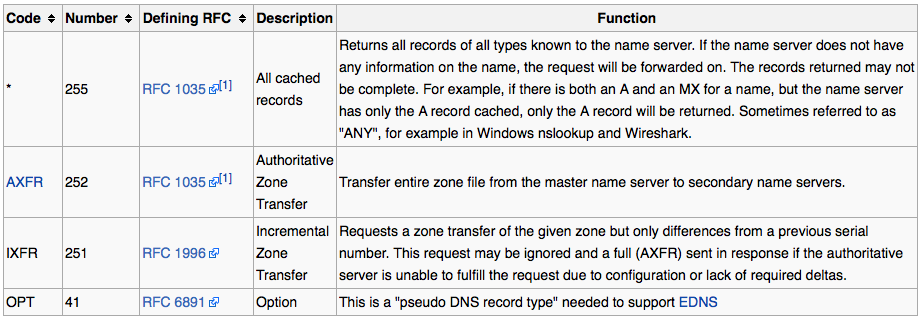 Code Number Defining RFC Description Function
Returns all records of all types known to the name server. If the name server does not have
any information on the name, the request will be forwarded on. The records returned may not
* 255 RFC 1035 [1] All cached records be complete. For example, if there is both an A and an MX for a name, but the name server
has only the A record cached, only the A record will be returned. Sometimes referred to as
"ANY", for example in Windows nslookup and Wireshark.
Authoritative
AXFR 252 RFC 1035 [1] Zone Transfer entire zone file from the master name server to secondary name servers.
Transfer
Incremental Requests a zone transfer of the given zone but only differences from a previous serial
IXFR 251 RFC 1996 Zone number. This request may be ignored and a full (AXFR) sent in response if the authoritative
Transfer server is unable to fulfill the request due to configuration or lack of required deltas.
OPT 41 RFC 6891 Option This is a "pseudo DNS record type" needed to support EDNS